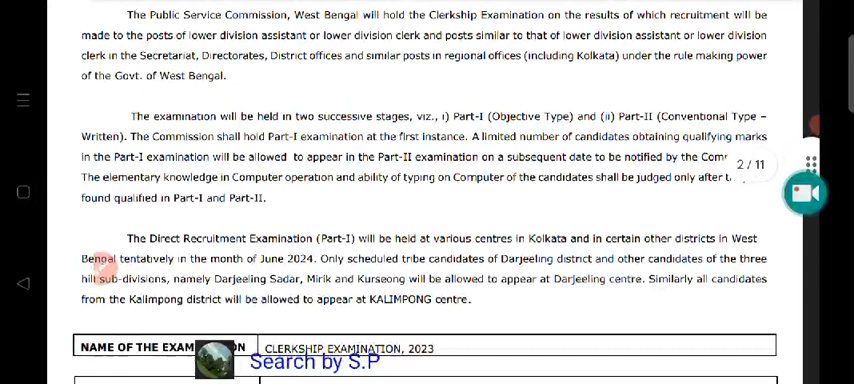 The Public Service Commission, West Bengal will hold the Clerkship Examination on the results of which recruitment will be
made to the posts of lower division assistant or lower division clerk and posts similar to that of lower division assistant or lower division
clerk in the Secretariat, Directorates, District offices and similar posts in regional offices (including Kolkata) under the rule making power
of the Govt. of West Bengal.
The examination will be held in two successive stages, viz., i) Part-I (Objective Type) and (ii) Part-II (Conventional Type –
Written). The Commission shall hold Part-I examination at the first instance. A limited number of candidates obtaining qualifying marks
in the Part-I examination will be allowed to appear in the Part-II examination on a subsequent date to be notified by the
2/11
The elementary knowledge in Computer operation and ability of typing on Computer of the candidates shall be judged only after
found qualified in Part-I and Part-II.
The Direct Recruitment Examination (Part-I) will be held at various centres in Kolkata and in certain other districts in West
Bengal tentatively in the month of June 2024. Only scheduled tribe candidates of Darjeeling district and other candidates of the three
hill sub-divisions, namely Darjeeling Sadar, Mirik and Kurseong will be allowed to appear at Darjeeling centre. Similarly all candidates
from the Kalimpong district will be allowed to appear at KALIMPONG centre.
NAME OF THE
CLERKSHIP EXAMINATION, 2023
Search by S.P